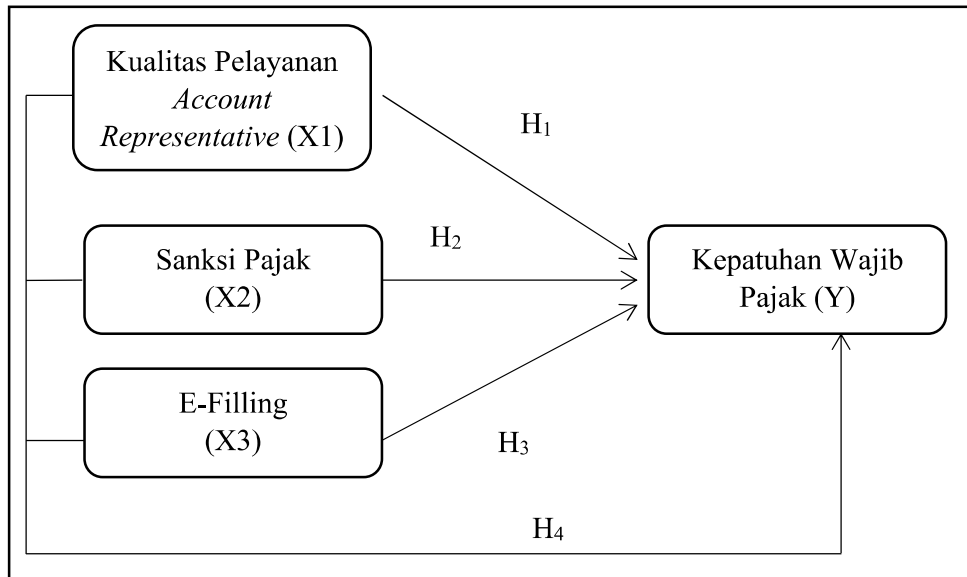 Kualitas Pelayanan
Account
Representative (X1)
H₁
Sanksi Pajak
(X2)
H₂
Kepatuhan Wajib
Pajak (Y)
E-Filling
(X3)
H₃
H₄